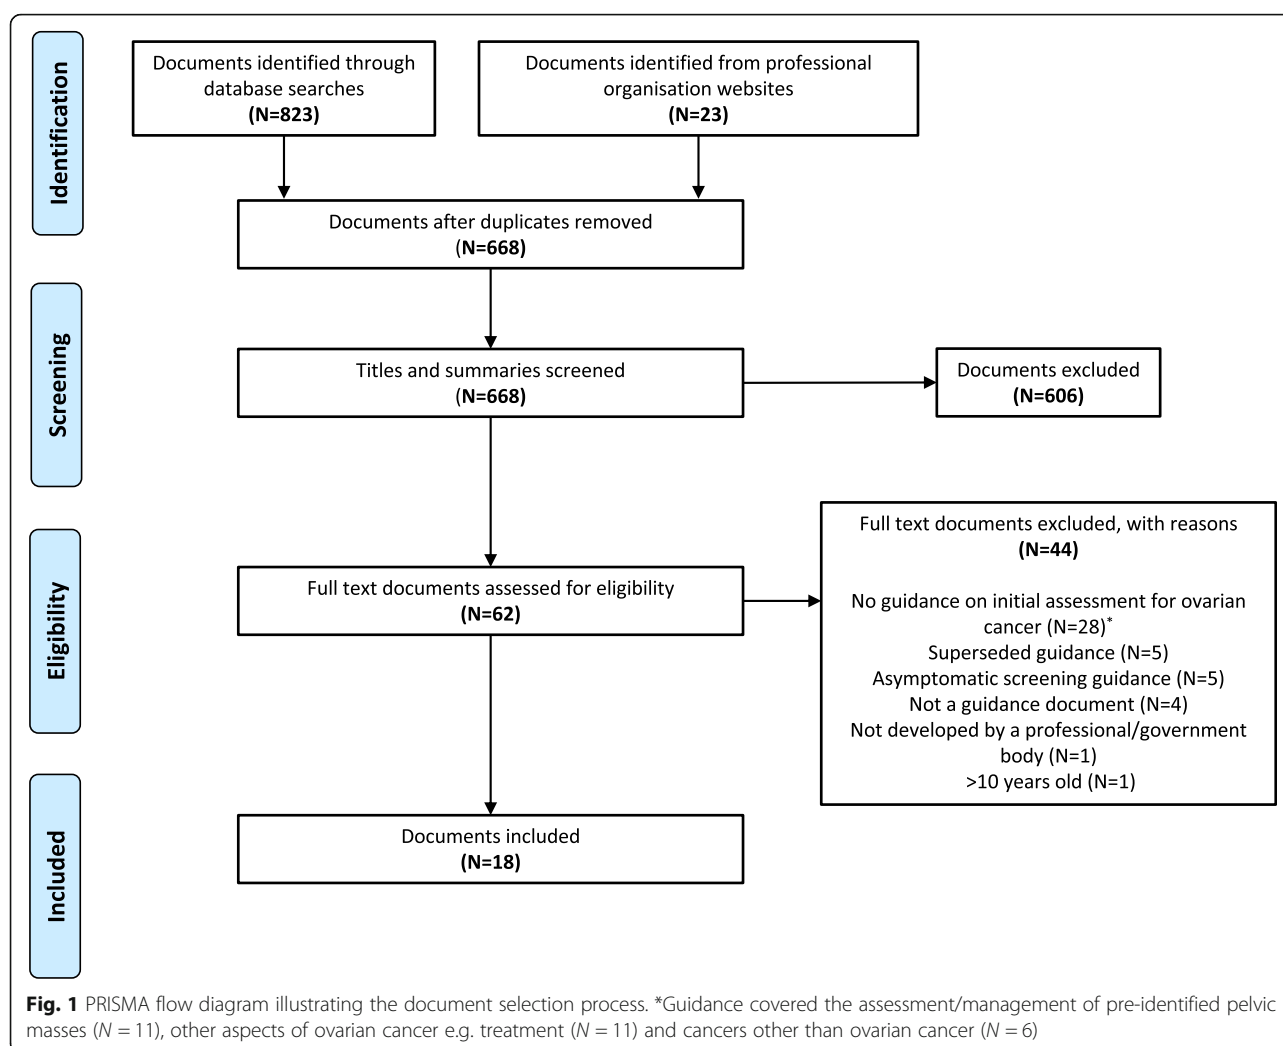 Identification
Documents identified through
database searches
(N=823)
Documents identified from professional
organisation websites
(N=23)
Documents after duplicates removed
(N=668)
Screening
Titles and summaries screened
(N=668)
Documents excluded
(N=606)
Eligibility
Full text documents assessed for eligibility
(N=62)
Full text documents excluded, with reasons
(N=44)
No guidance on initial assessment for ovarian
cancer (N=28)*
Superseded guidance (N=5)
Asymptomatic screening guidance (N=5)
Not a guidance document (N=4)
Not developed by a professional/government
body (N=1)
>10 years old (N=1)
Included
Documents included
(N=18)
Fig. 1 PRISMA flow diagram illustrating the document selection process. *Guidance covered the assessment/management of pre-identified pelvic
masses (N = 11), other aspects of ovarian cancer e.g. treatment (N = 11) and cancers other than ovarian cancer (N = 6)